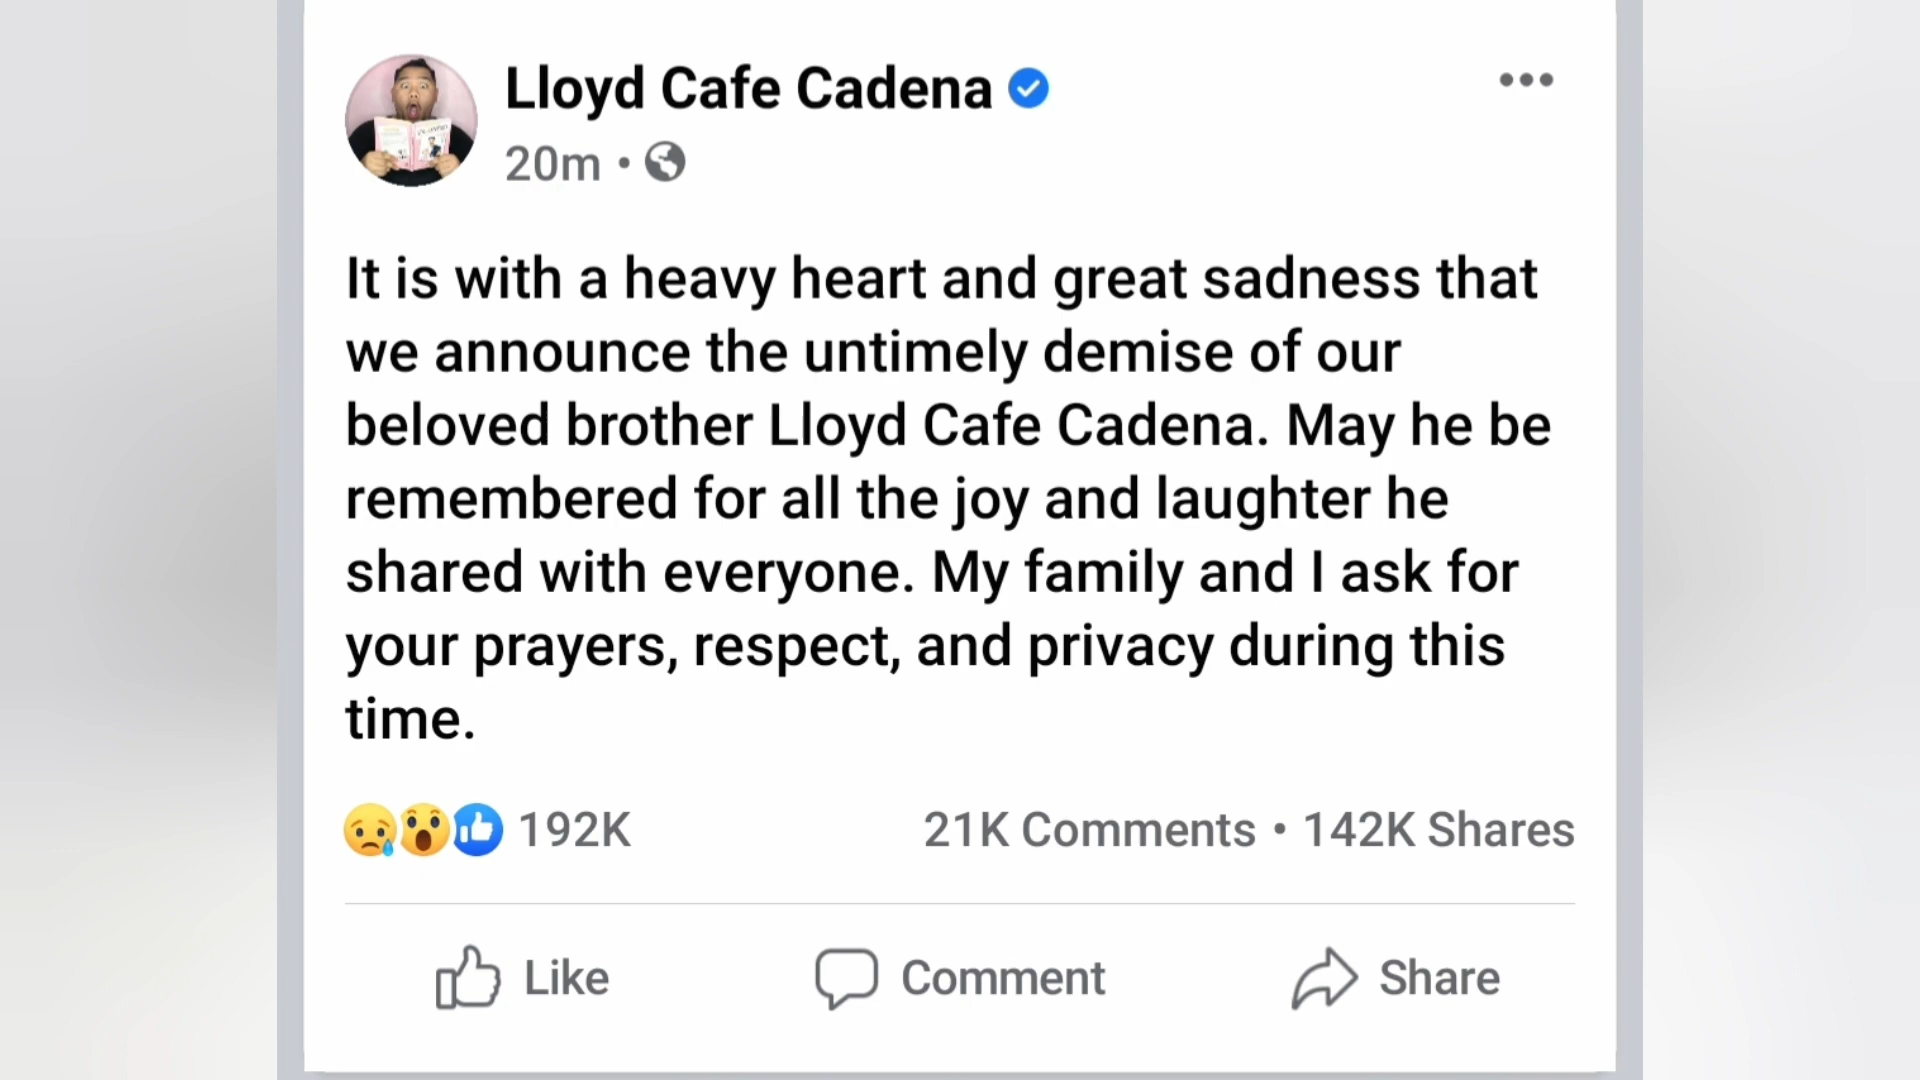 Lloyd Cafe Cadena
20m •
It is with a heavy heart and great sadness that
we announce the untimely demise of our
beloved brother Lloyd Cafe Cadena. May he be
remembered for all the joy and laughter he
shared with everyone. My family and I ask for
your prayers, respect, and privacy during this
time.
192K 21K Comments • 142K Shares
Like Comment Share